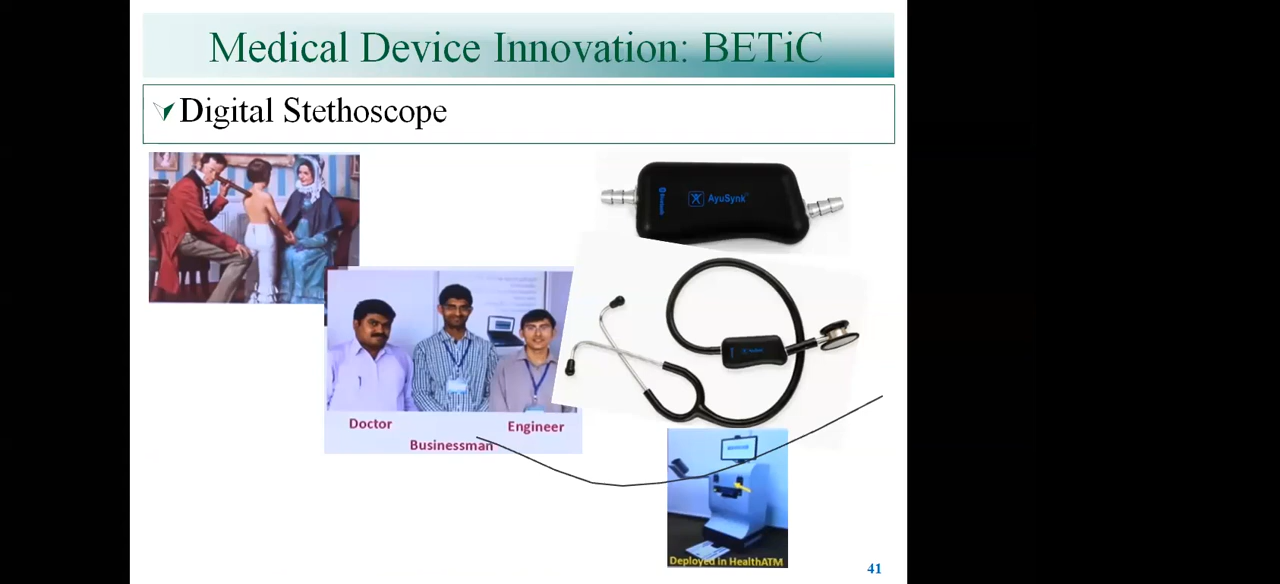 Medical Device Innovation: BETiC
Digital Stethoscope
AyuSynk
Doctor
Engineer
Businessman
Deployed in HealthATM
41